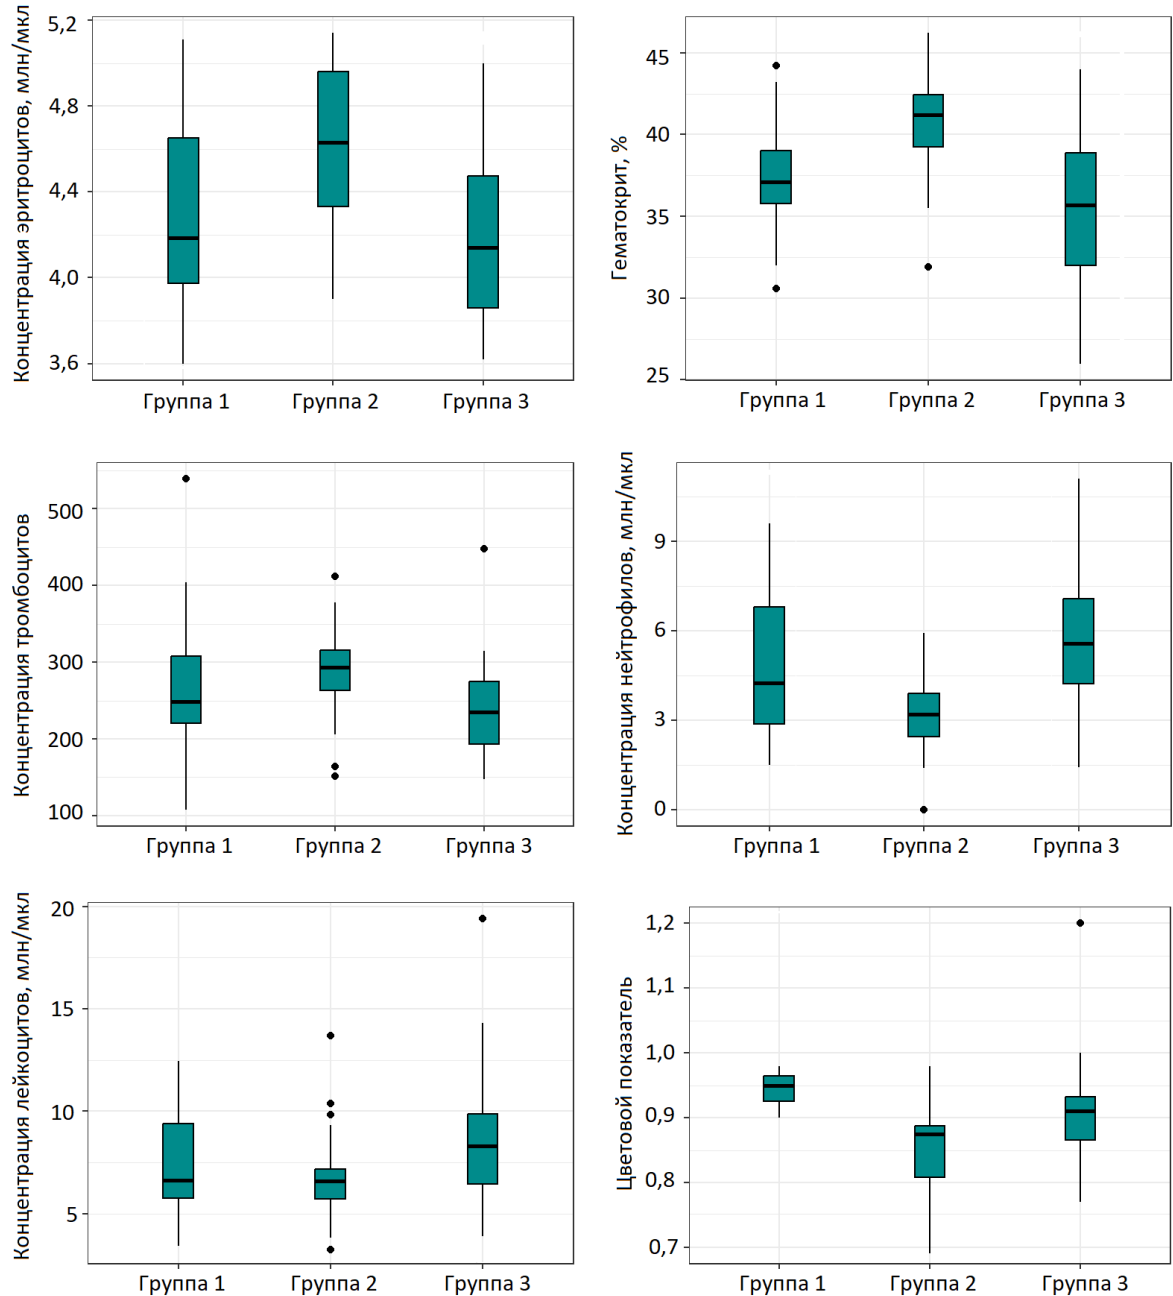 Концентрация эритроцитов, млн/мкл
5,2
4,8
4,4
4,0
3,6
Группа 1
Группа 2
Группа 3
Гематокрит, %
45
40
35
30
25
Группа 1
Группа 2
Группа 3
Концентрация тромбоцитов
500
400
300
200
100
Группа 1
Группа 2
Группа 3
Концентрация нейтрофилов, млн/мкл
9
6
3
0
Группа 1
Группа 2
Группа 3
Концентрация лейкоцитов, млн/мкл
20
15
10
5
Группа 1
Группа 2
Группа 3
Цветовой показатель
1,2
1,1
1,0
0,9
0,8
0,7
Группа 1
Группа 2
Группа 3